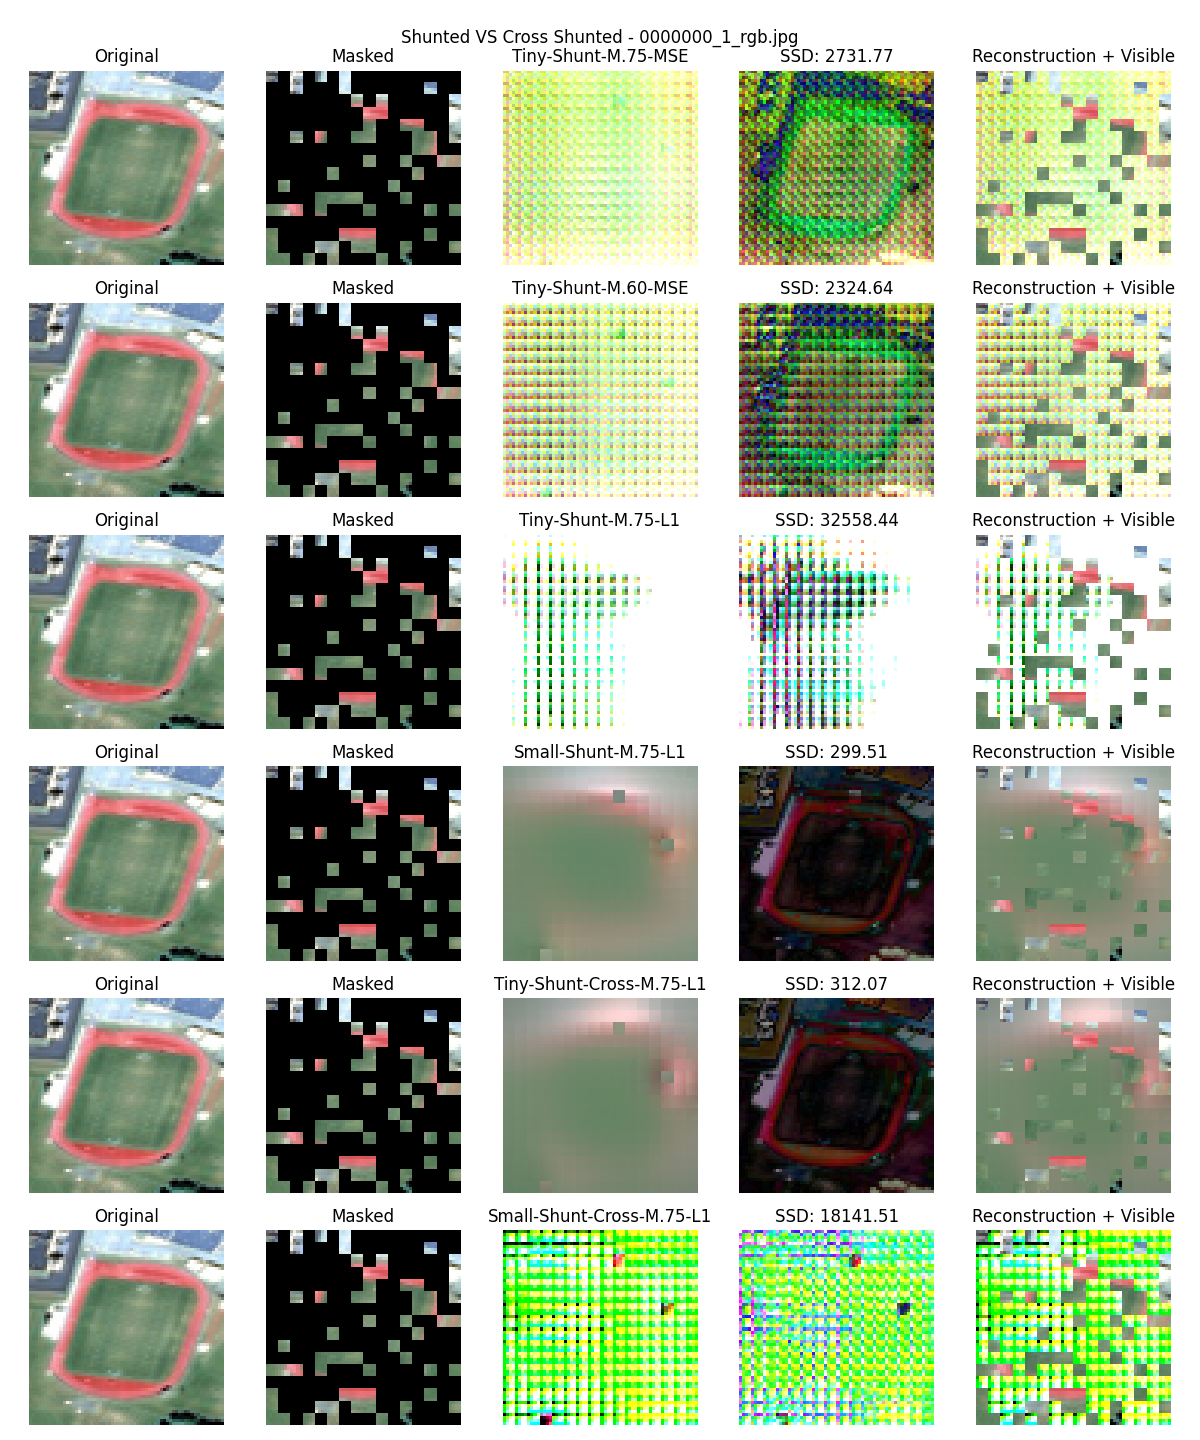 Shunted VS Cross Shunted - 0000000_1_rgb.jpg
Original Masked Tiny-Shunt-M.75-MSE SSD: 2731.77 Reconstruction + Visible
Original Masked Tiny-Shunt-M.60-MSE SSD: 2324.64 Reconstruction + Visible
Original Masked Tiny-Shunt-M.75-L1 SSD: 32558.44 Reconstruction + Visible
Original Masked Small-Shunt-M.75-L1 SSD: 299.51 Reconstruction + Visible
Original Masked Tiny-Shunt-Cross-M.75-L1 SSD: 312.07 Reconstruction + Visible
Original Masked Small-Shunt-Cross-M.75-L1 SSD: 18141.51 Reconstruction + Visible